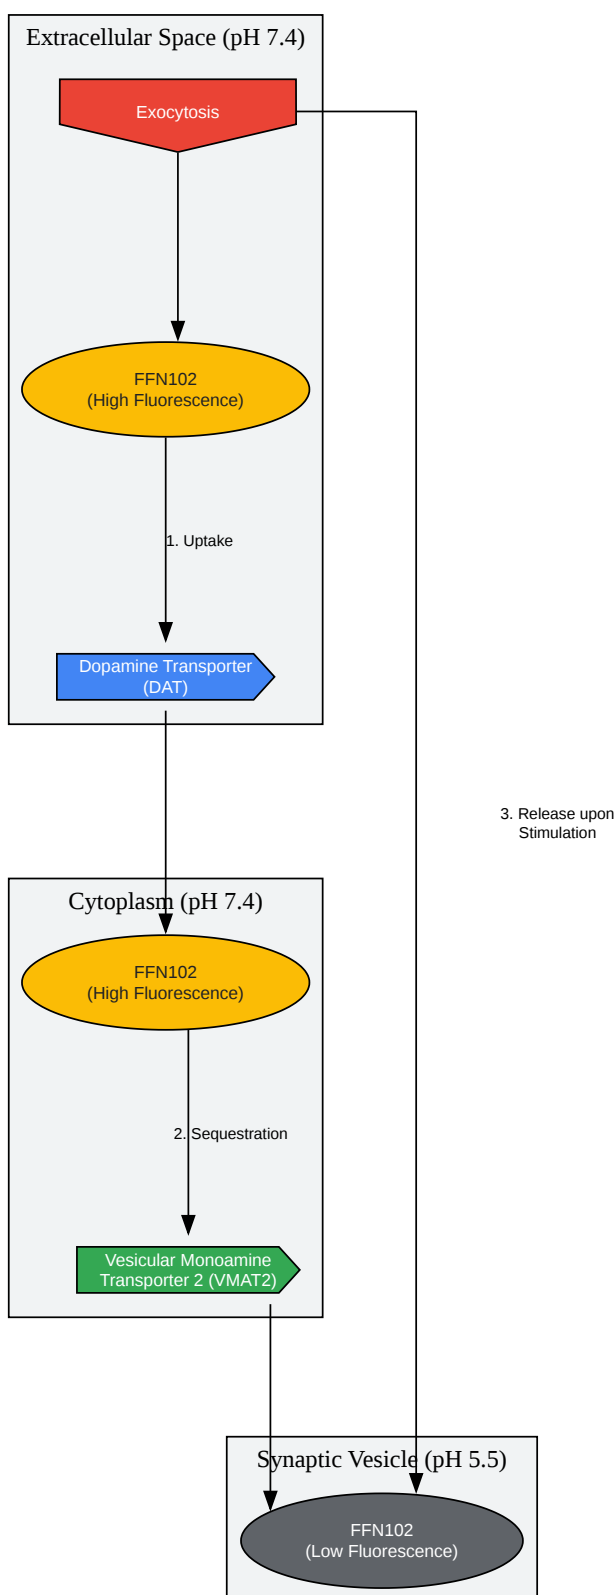 Extracellular Space (pH 7.4)
Exocytosis
FFN102
(High Fluorescence)
1. Uptake
Dopamine Transporter
(DAT)
3. Release upon
Stimulation
Cytoplasm (pH 7.4)
FFN102
(High Fluorescence)
2. Sequestration
Vesicular Monoamine
Transporter 2 (VMAT2)
Synaptic Vesicle (pH 5.5)
FFN102
(Low Fluorescence)